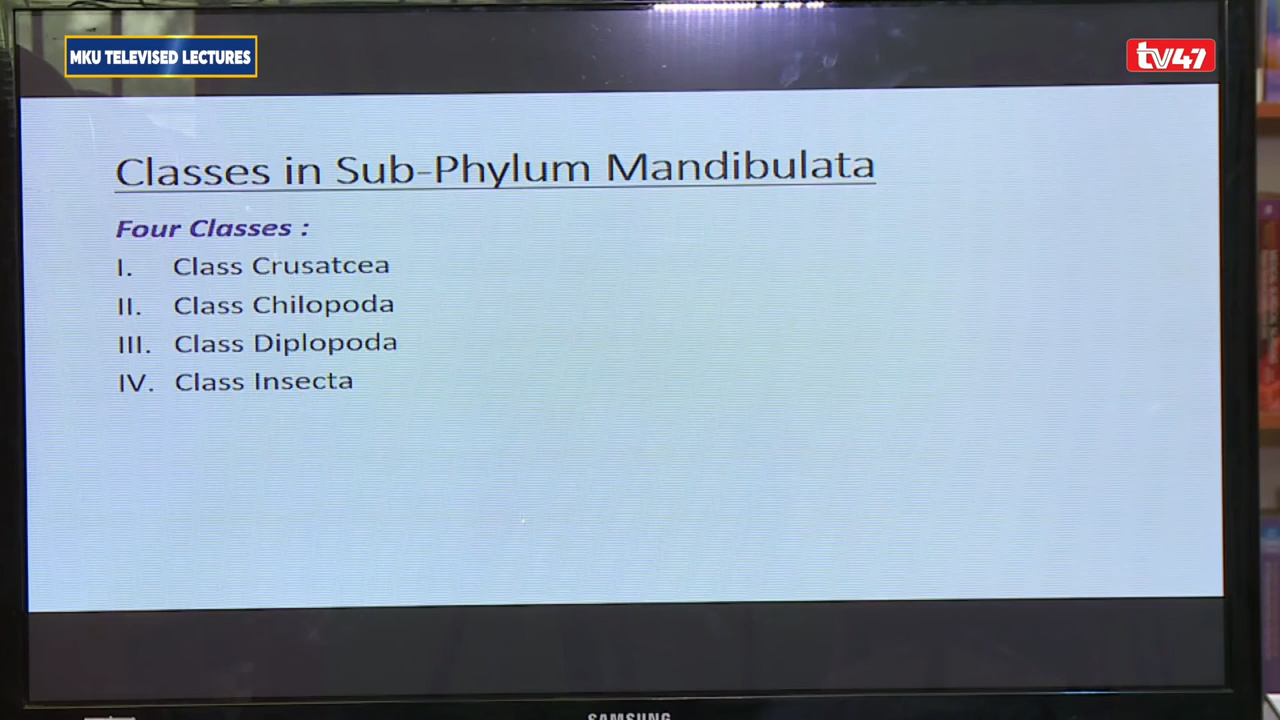 MKU TELEVISED LECTURES
tv47
Classes in Sub-Phylum Mandibulata
Four Classes :
I. Class Crusatcea
II. Class Chilopoda
III. Class Diplopoda
IV. Class Insecta
SAMSUNG